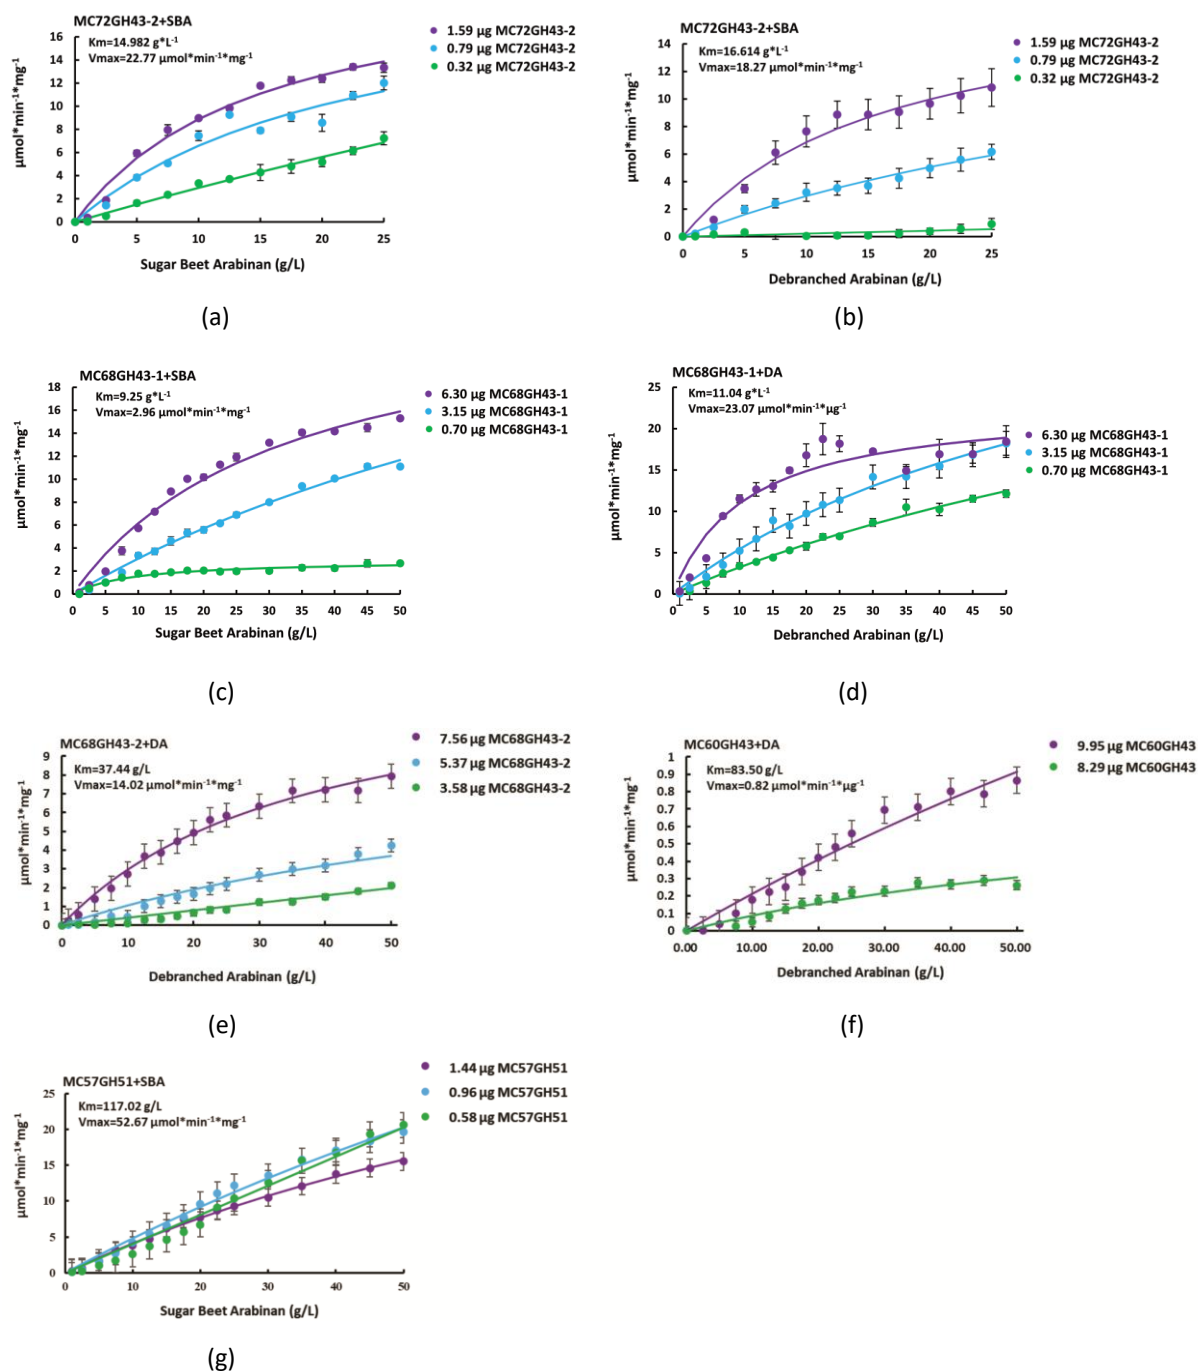 MC72GH43-2+SBA
Km=14.982 g*L⁻¹
Vmax=22.77 µmol*min⁻¹*mg⁻¹
1.59 µg MC72GH43-2
0.79 µg MC72GH43-2
0.32 µg MC72GH43-2
µmol*min⁻¹*mg⁻¹
16
14
12
10
8
6
4
2
0
0 5 10 15 20 25
Sugar Beet Arabinan (g/L)
(a)
MC72GH43-2+SBA
Km=16.614 g*L⁻¹
Vmax=18.27 µmol*min⁻¹*mg⁻¹
1.59 µg MC72GH43-2
0.79 µg MC72GH43-2
0.32 µg MC72GH43-2
µmol*min⁻¹*mg⁻¹
14
12
10
8
6
4
2
0
0 5 10 15 20 25
Debranched Arabinan (g/L)
(b)
MC68GH43-1+SBA
Km=9.25 g*L⁻¹
Vmax=2.96 µmol*min⁻¹*mg⁻¹
6.30 µg MC68GH43-1
3.15 µg MC68GH43-1
0.70 µg MC68GH43-1
µmol*min⁻¹*mg⁻¹
18
16
14
12
10
8
6
4
2
0
0 5 10 15 20 25 30 35 40 45 50
Sugar Beet Arabinan (g/L)
(c)
MC68GH43-1+DA
Km=11.04 g*L⁻¹
Vmax=23.07 µmol*min⁻¹*µg⁻¹
6.30 µg MC68GH43-1
3.15 µg MC68GH43-1
0.70 µg MC68GH43-1
µmol*min⁻¹*mg⁻¹
25
20
15
10
5
0
0 5 10 15 20 25 30 35 40 45 50
Debranched Arabinan (g/L)
(d)
MC68GH43-2+DA
Km=37.44 g/L
Vmax=14.02 µmol*min⁻¹*mg⁻¹
7.56 µg MC68GH43-2
5.37 µg MC68GH43-2
3.58 µg MC68GH43-2
µmol*min⁻¹*mg⁻¹
9
8
7
6
5
4
3
2
1
0
0 10 20 30 40 50
Debranched Arabinan (g/L)
(e)
MC60GH43+DA
Km=83.50 g/L
Vmax=0.82 µmol*min⁻¹*µg⁻¹
9.95 µg MC60GH43
8.29 µg MC60GH43
µmol*min⁻¹*mg⁻¹
1
0.9
0.8
0.7
0.6
0.5
0.4
0.3
0.2
0.1
0
0.00 10.00 20.00 30.00 40.00 50.00
Debranched Arabinan (g/L)
(f)
MC57GH51+SBA
Km=117.02 g/L
Vmax=52.67 µmol*min⁻¹*mg⁻¹
1.44 µg MC57GH51
0.96 µg MC57GH51
0.58 µg MC57GH51
µmol*min⁻¹*mg⁻¹
25
20
15
10
5
0
0 10 20 30 40 50
Sugar Beet Arabinan (g/L)
(g)